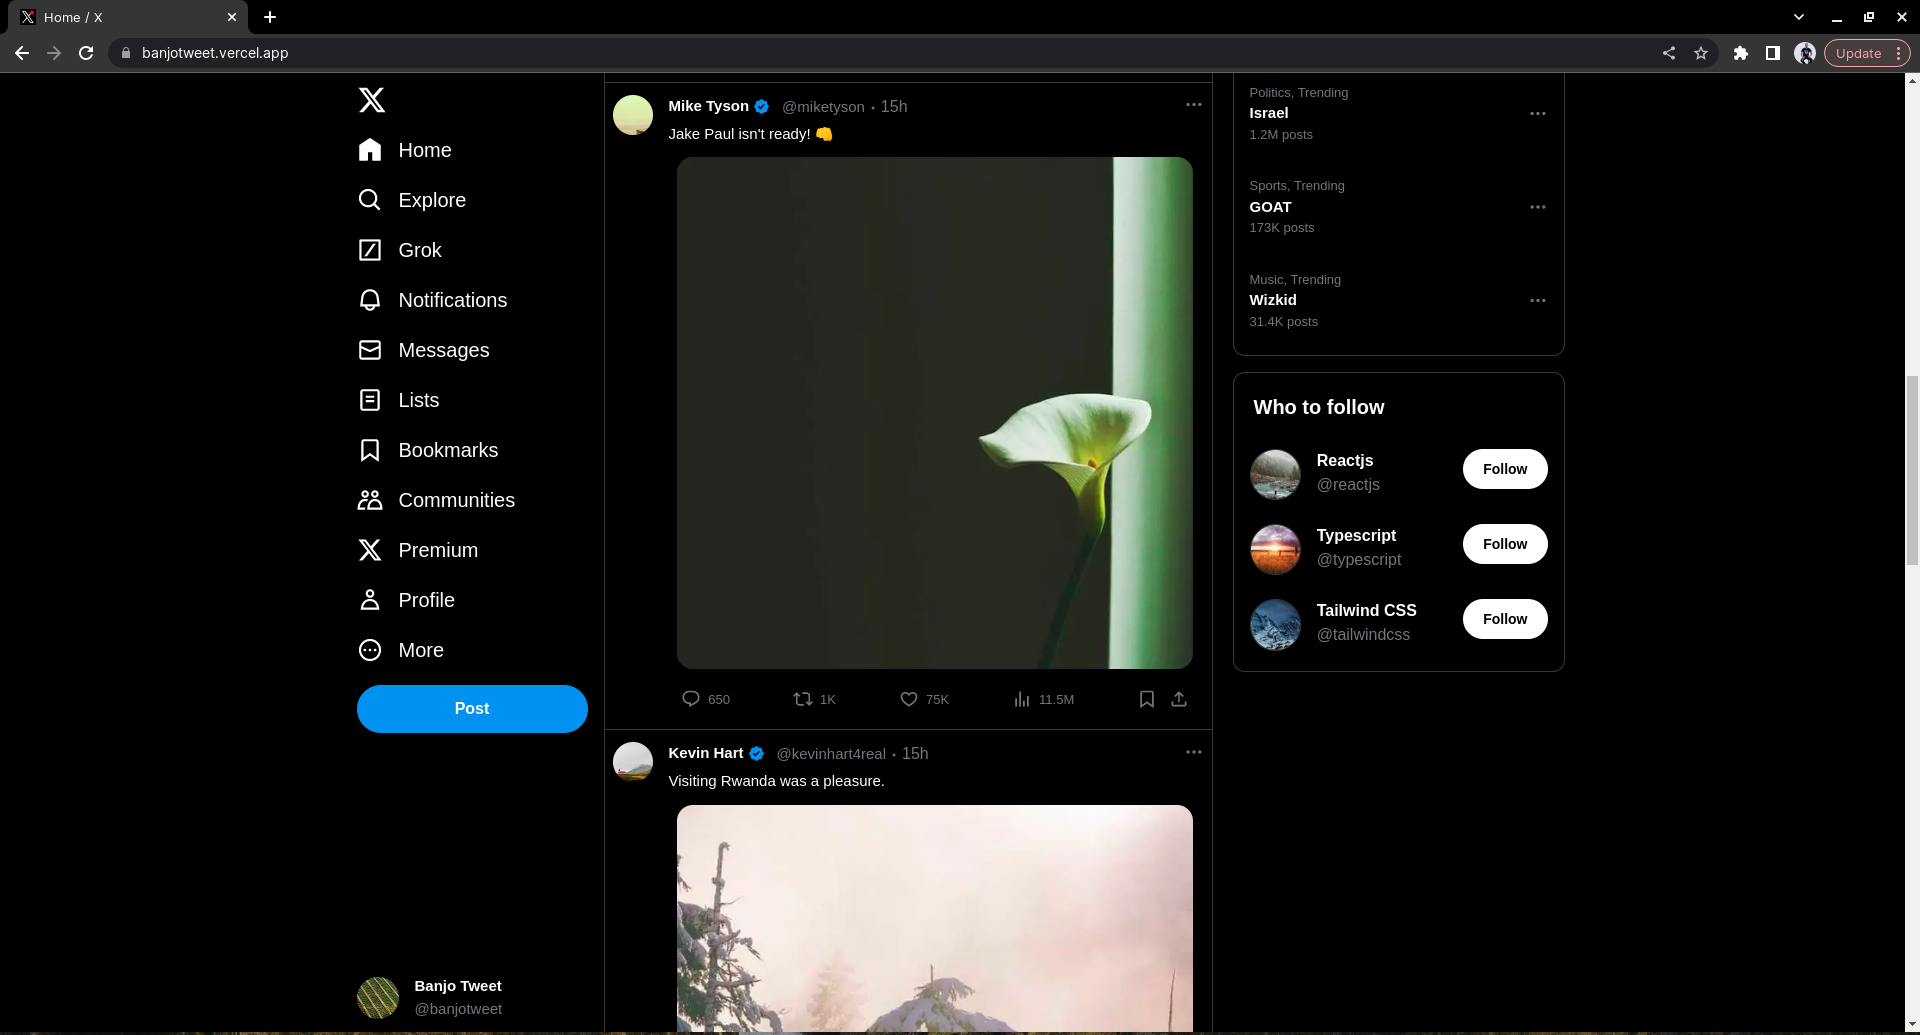 Home / X
banjotweet.vercel.app
Update
Home
Explore
Grok
Notifications
Messages
Lists
Bookmarks
Communities
Premium
Profile
More
Post
Banjo Tweet
@banjotweet
Mike Tyson @miketyson · 15h
Jake Paul isn't ready! 👊
650 1K 75K 11.5M
Kevin Hart @kevinhart4real · 15h
Visiting Rwanda was a pleasure.
Politics, Trending
Israel
1.2M posts
Sports, Trending
GOAT
173K posts
Music, Trending
Wizkid
31.4K posts
Who to follow
Reactjs
@reactjs
Follow
Typescript
@typescript
Follow
Tailwind CSS
@tailwindcss
Follow